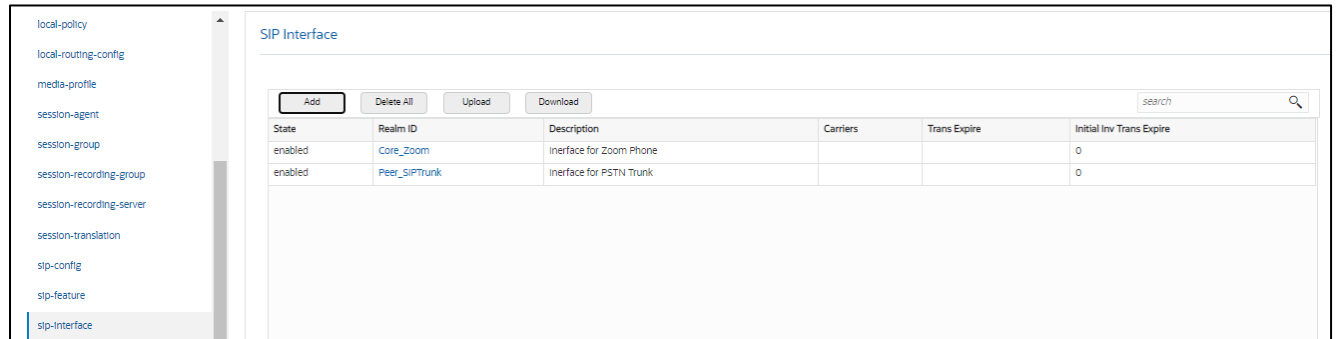 local-policy
local-routing-config
media-profile
session-agent
session-group
session-recording-group
session-recording-server
session-translation
sip-config
sip-feature
sip-interface
SIP Interface
Add Delete All Upload Download search
State Realm ID Description Carriers Trans Expire Initial Inv Trans Expire
enabled Core_Zoom Inerface for Zoom Phone 0
enabled Peer_SIPTrunk Inerface for PSTN Trunk 0